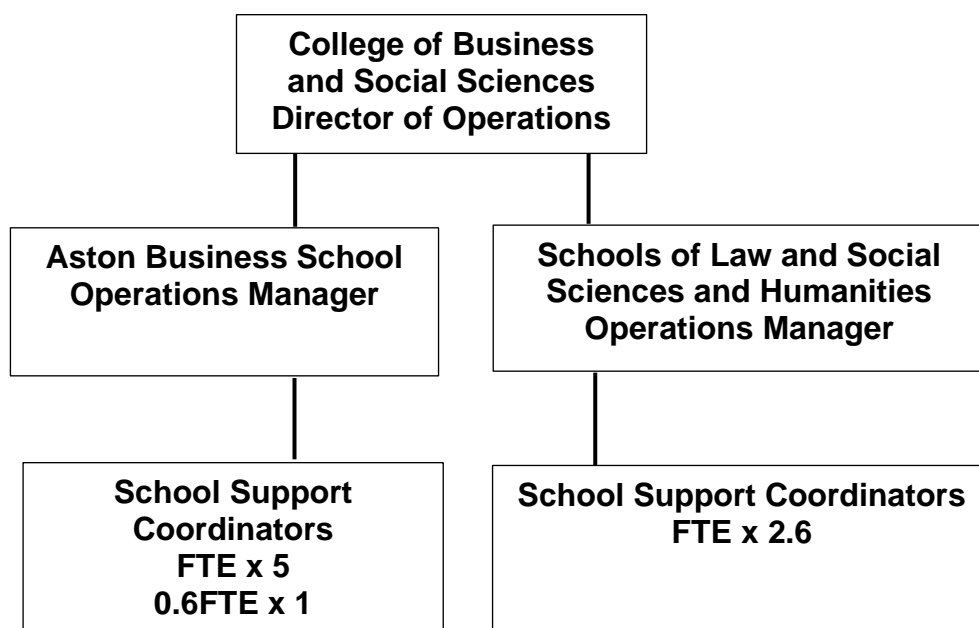 College of Business
and Social Sciences
Director of Operations
Aston Business School
Operations Manager
Schools of Law and Social
Sciences and Humanities
Operations Manager
School Support
Coordinators
FTE x 5
0.6FTE x 1
School Support Coordinators
FTE x 2.6